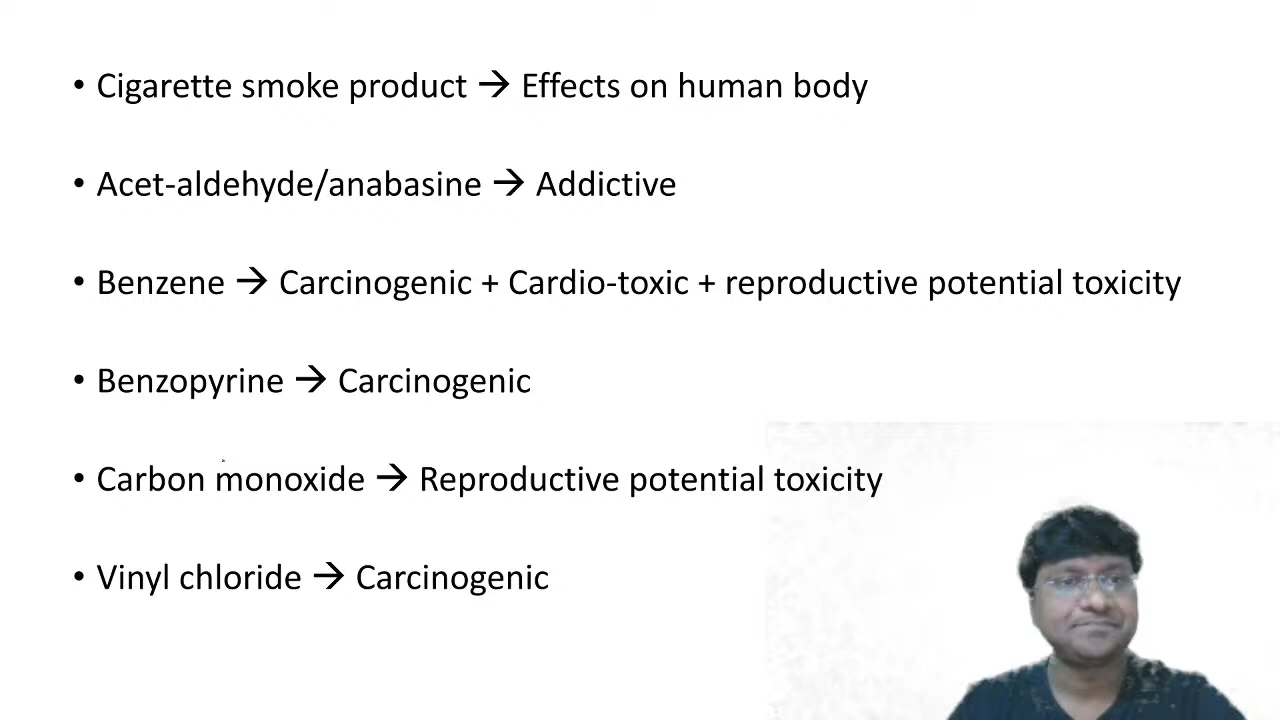 • Cigarette smoke product → Effects on human body
• Acet-aldehyde/anabasine → Addictive
• Benzene → Carcinogenic + Cardio-toxic + reproductive potential toxicity
• Benzopyrine → Carcinogenic
• Carbon monoxide → Reproductive potential toxicity
• Vinyl chloride → Carcinogenic